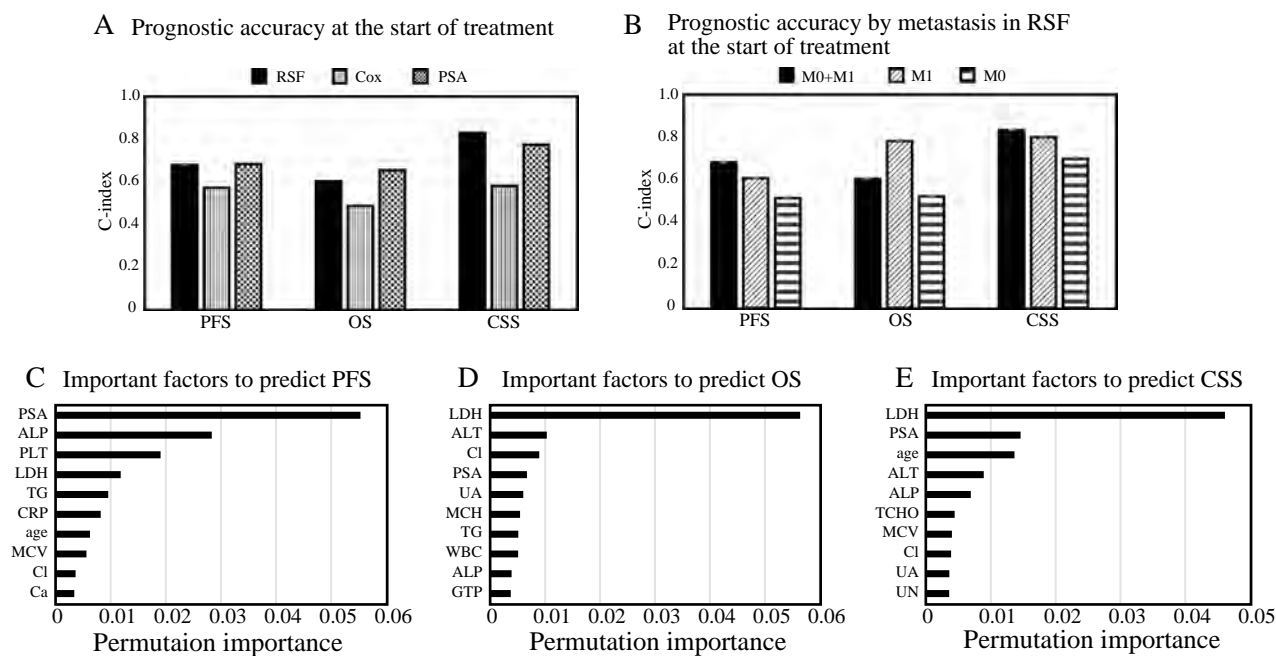 A Prognostic accuracy at the start of treatment
RSF Cox PSA
1.0
0.8
0.6
0.4
0.2
0
C-index
PFS OS CSS
B Prognostic accuracy by metastasis in RSF
at the start of treatment
M0+M1 M1 M0
1.0
0.8
0.6
0.4
0.2
0
C-index
PFS OS CSS
C Important factors to predict PFS
PSA
ALP
PLT
LDH
TG
CRP
age
MCV
Cl
Ca
0 0.01 0.02 0.03 0.04 0.05 0.06
Permutaion importance
D Important factors to predict OS
LDH
ALT
Cl
PSA
UA
MCH
TG
WBC
ALP
GTP
0 0.01 0.02 0.03 0.04 0.05 0.06
Permutation importance
E Important factors to predict CSS
LDH
PSA
age
ALT
ALP
TCHO
MCV
Cl
UA
UN
0 0.01 0.02 0.03 0.04 0.05
Permutation importance